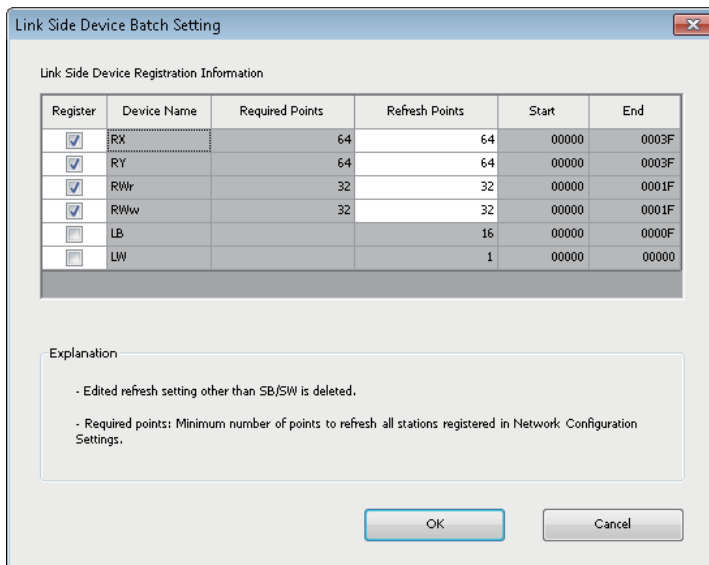 Link Side Device Batch Setting
Link Side Device Registration Information
Register Device Name Required Points Refresh Points Start End
RX 64 64 00000 0003F
RY 64 64 00000 0003F
RWr 32 32 00000 0001F
RWw 32 32 00000 0001F
LB 16 00000 0000F
LW 1 00000 00000
Explanation
- Edited refresh setting other than SB/SW is deleted.
- Required points: Minimum number of points to refresh all stations registered in Network Configuration
Settings.
OK Cancel